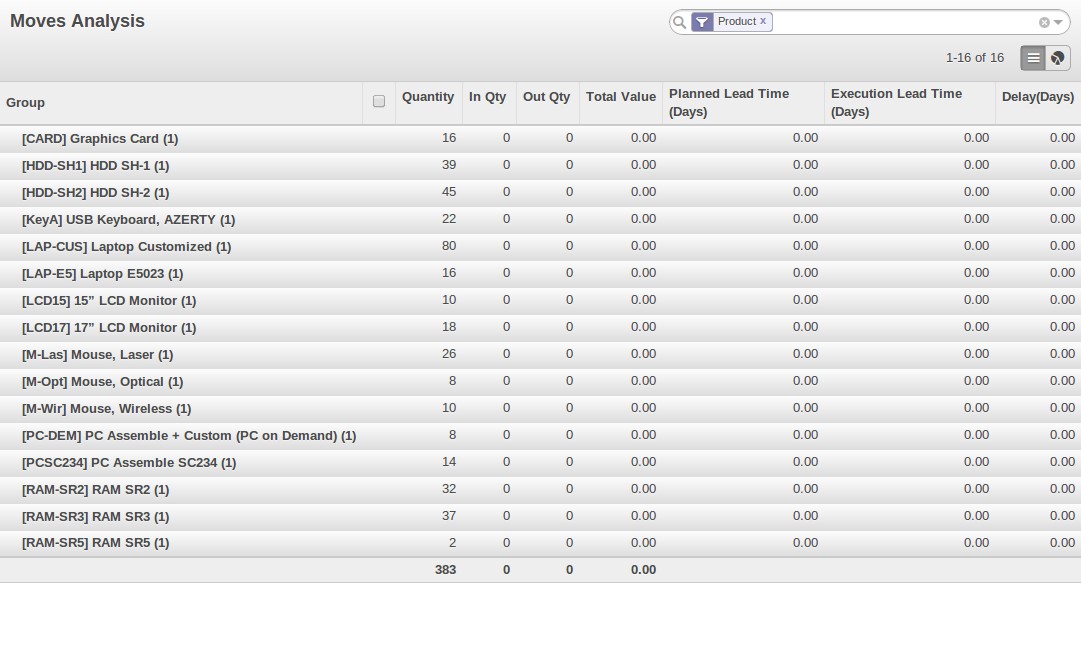 Moves Analysis
Product x
1-16 of 16
Group Quantity In Qty Out Qty Total Value Planned Lead Time (Days) Execution Lead Time (Days) Delay(Days)
[CARD] Graphics Card (1) 16 0 0 0.00 0.00 0.00 0.00
[HDD-SH1] HDD SH-1 (1) 39 0 0 0.00 0.00 0.00 0.00
[HDD-SH2] HDD SH-2 (1) 45 0 0 0.00 0.00 0.00 0.00
[KeyA] USB Keyboard, AZERTY (1) 22 0 0 0.00 0.00 0.00 0.00
[LAP-CUS] Laptop Customized (1) 80 0 0 0.00 0.00 0.00 0.00
[LAP-E5] Laptop E5023 (1) 16 0 0 0.00 0.00 0.00 0.00
[LCD15] 15” LCD Monitor (1) 10 0 0 0.00 0.00 0.00 0.00
[LCD17] 17” LCD Monitor (1) 18 0 0 0.00 0.00 0.00 0.00
[M-Las] Mouse, Laser (1) 26 0 0 0.00 0.00 0.00 0.00
[M-Opt] Mouse, Optical (1) 8 0 0 0.00 0.00 0.00 0.00
[M-Wir] Mouse, Wireless (1) 10 0 0 0.00 0.00 0.00 0.00
[PC-DEM] PC Assemble + Custom (PC on Demand) (1) 8 0 0 0.00 0.00 0.00 0.00
[PCSC234] PC Assemble SC234 (1) 14 0 0 0.00 0.00 0.00 0.00
[RAM-SR2] RAM SR2 (1) 32 0 0 0.00 0.00 0.00 0.00
[RAM-SR3] RAM SR3 (1) 37 0 0 0.00 0.00 0.00 0.00
[RAM-SR5] RAM SR5 (1) 2 0 0 0.00 0.00 0.00 0.00
383 0 0 0.00